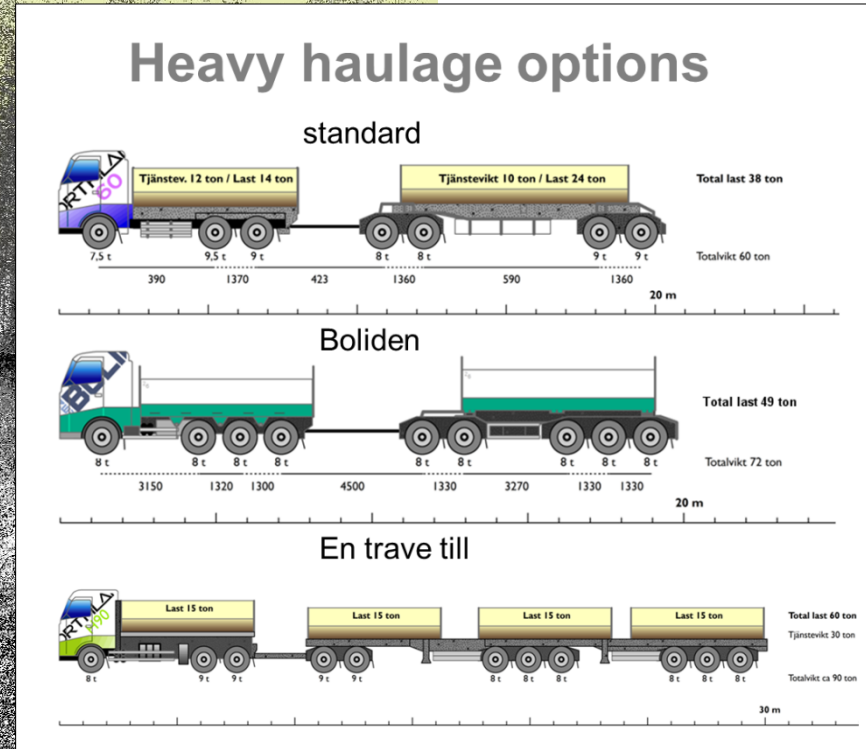 Heavy haulage options
standard
Tjänstev. 12 ton / Last 14 ton
Tjänstevikt 10 ton / Last 24 ton
Total last 38 ton
60
7,5 t 9,5 t 9 t 8 t 8 t 9 t 9 t
Totalvikt 60 ton
390 1370 423 1360 590 1360
20 m
Boliden
Total last 49 ton
8 t 8 t 8 t 8 t 8 t 8 t 8 t 8 t 8 t
Totalvikt 72 ton
3150 1320 1300 4500 1330 3270 1330 1330
20 m
En trave till
Last 15 ton Last 15 ton Last 15 ton Last 15 ton
Total last 60 ton
190
Tjänstevikt 30 ton
8 t 9 t 9 t 9 t 9 t 8 t 8 t 8 t 8 t 8 t 8 t
Totalvikt ca 90 ton
30 m